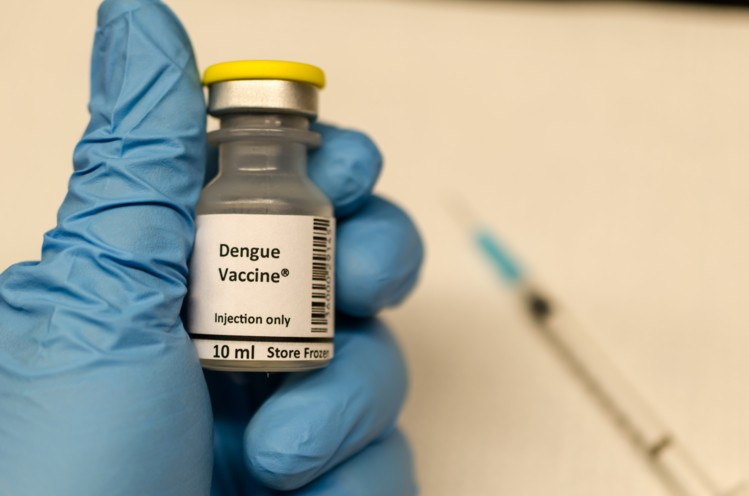 Dengue
Vaccine®
Injection only
10 ml Store Frozen